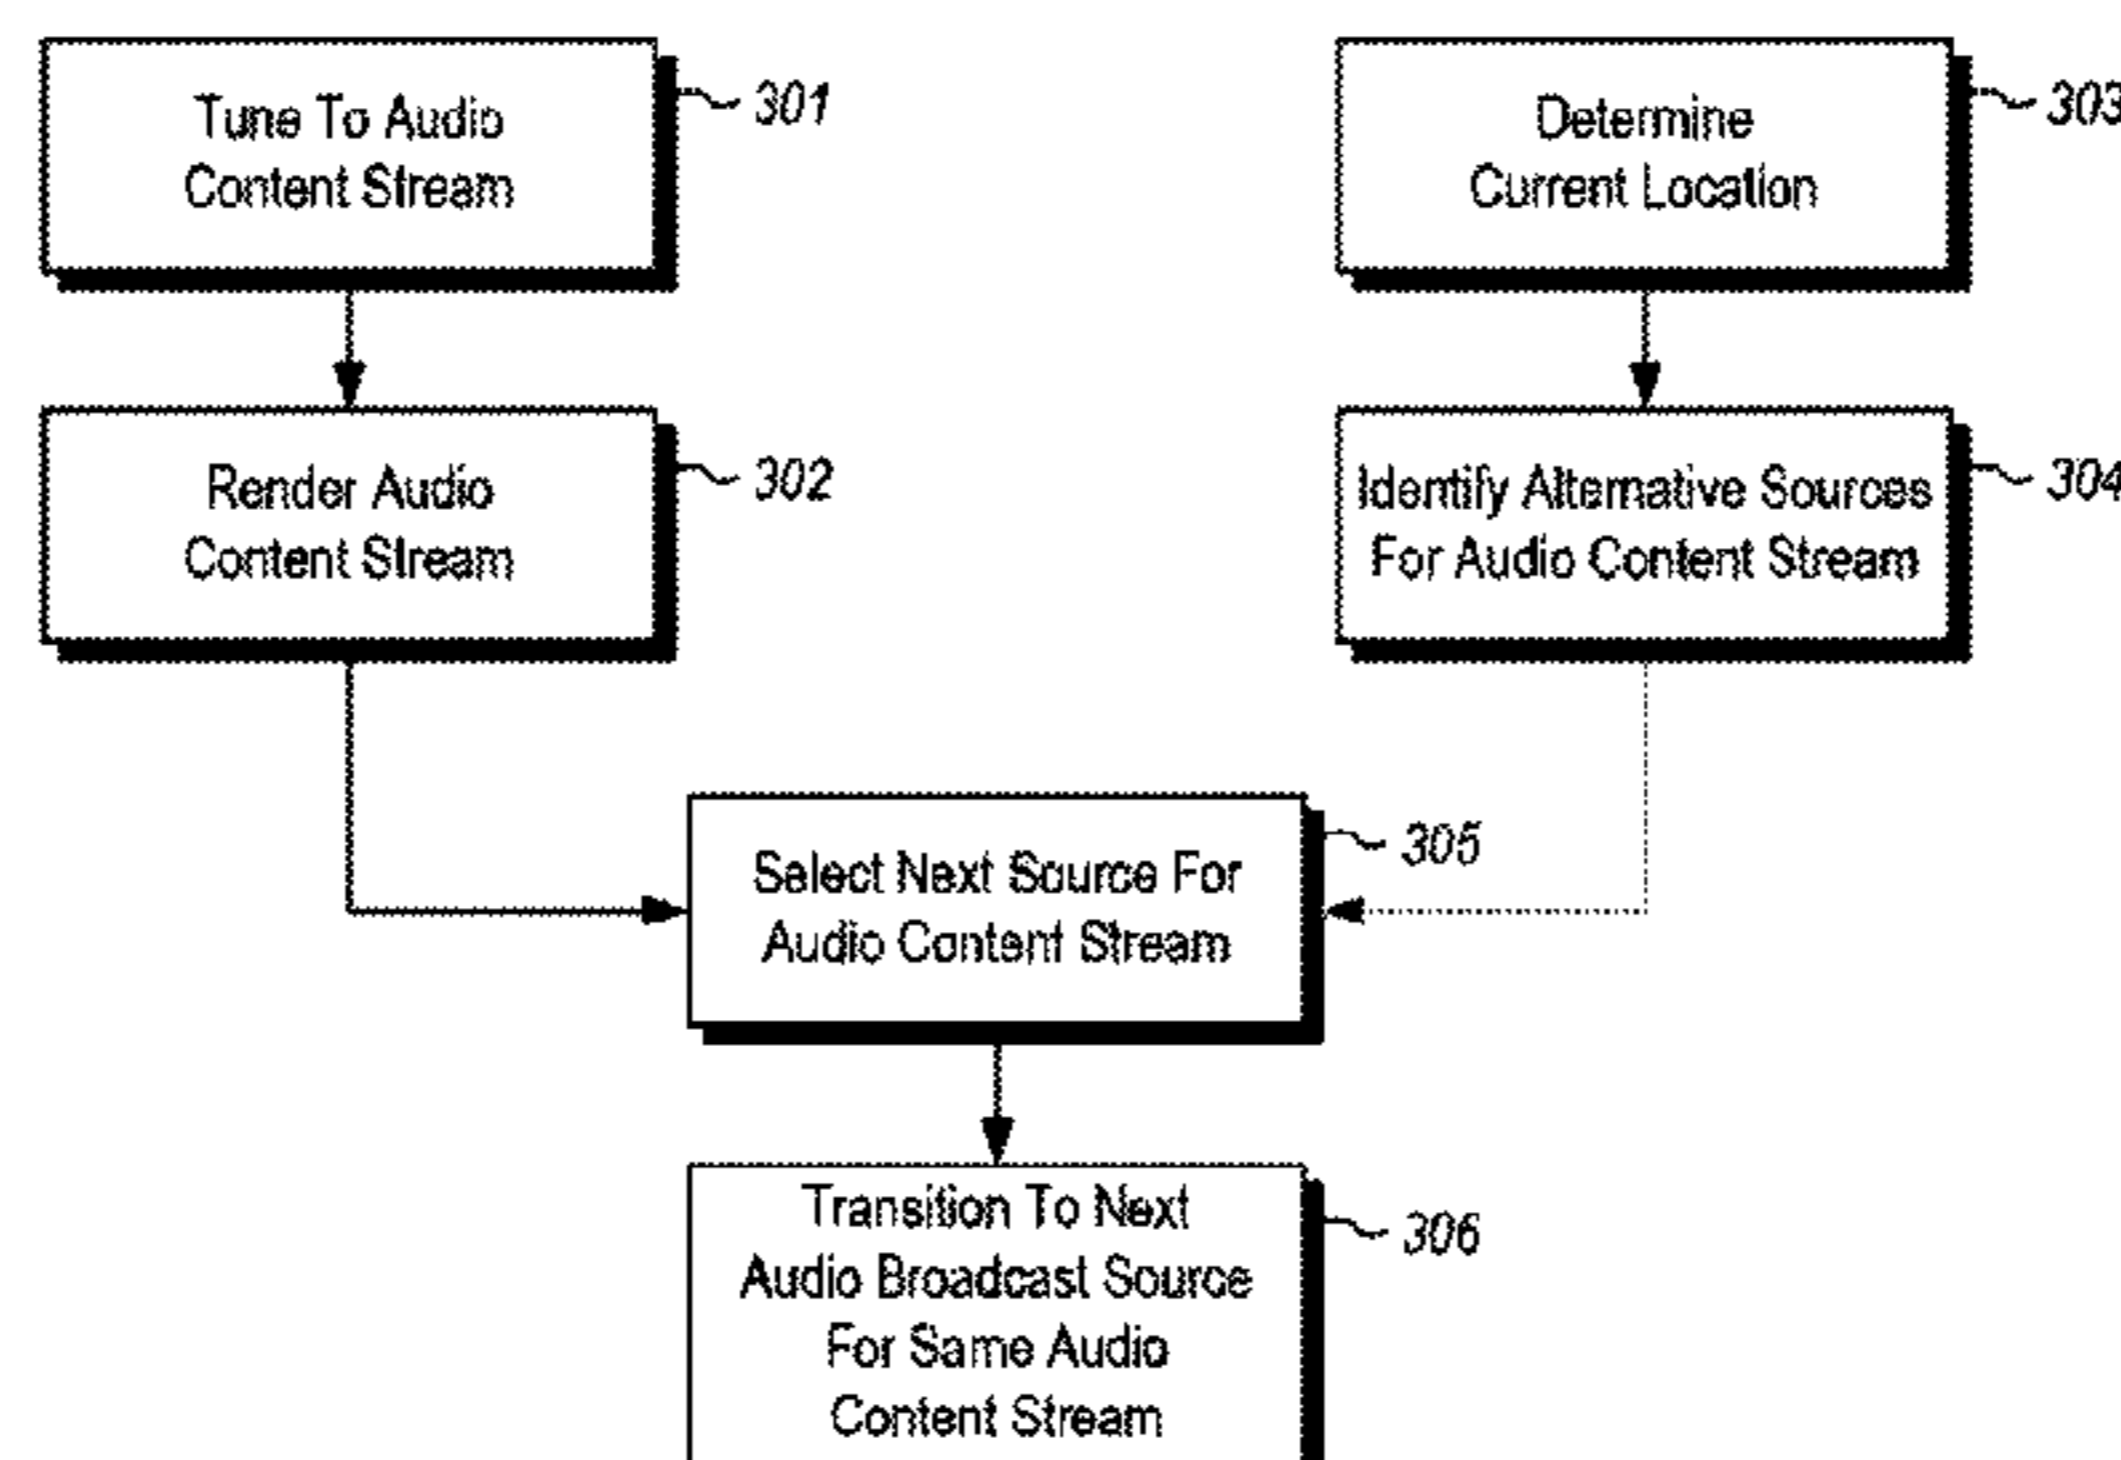 Tune To Audio
Content Stream
301
Determine
Current Location
303
Render Audio
Content Stream
302
Identify Alternative Sources
For Audio Content Stream
304
Select Next Source For
Audio Content Stream
305
Transition To Next
Audio Broadcast Source
For Same Audio
Content Stream
306